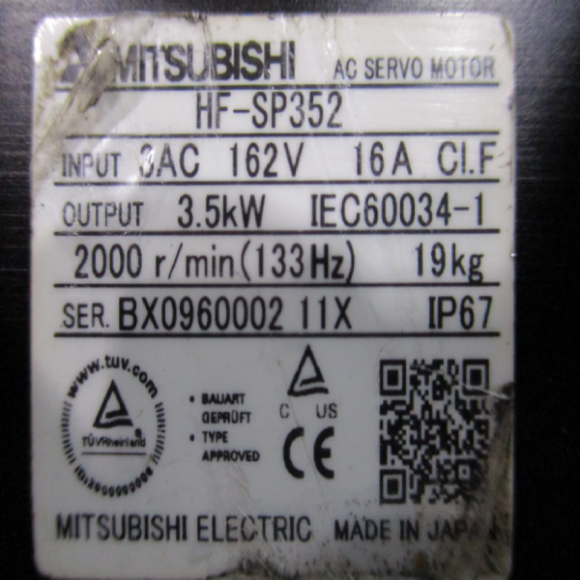 MITSUBISHI AC SERVO MOTOR
HF-SP352
INPUT 3AC 162V 16A Cl.F
OUTPUT 3.5kW IEC60034-1
2000 r/min(133Hz) 19kg
SER. BX0960002 11X IP67
www.tuv.com
TÜVRheinland
• BAUART
GEPRÜFT
• TYPE
APPROVED
C US
CE
MITSUBISHI ELECTRIC MADE IN JAPAN